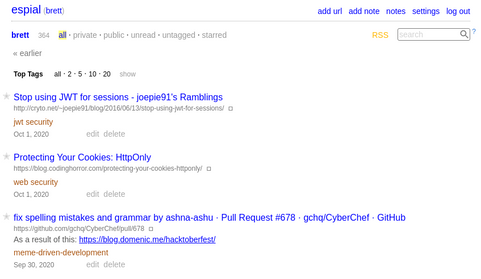 espial (brett)
add url add note notes settings log out
brett 364 all • private • public • unread • untagged • starred RSS search ?
« earlier
Top Tags all · 2 · 5 · 10 · 20 show
Stop using JWT for sessions - joepie91's Ramblings
http://cryto.net/~joepie91/blog/2016/06/13/stop-using-jwt-for-sessions/
jwt security
Oct 1, 2020 edit delete
Protecting Your Cookies: HttpOnly
https://blog.codinghorror.com/protecting-your-cookies-httponly/
web security
Oct 1, 2020 edit delete
fix spelling mistakes and grammar by ashna-ashu · Pull Request #678 · gchq/CyberChef · GitHub
https://github.com/gchq/CyberChef/pull/678
As a result of this: https://blog.domenic.me/hacktoberfest/
meme-driven-development
Sep 30, 2020 edit delete